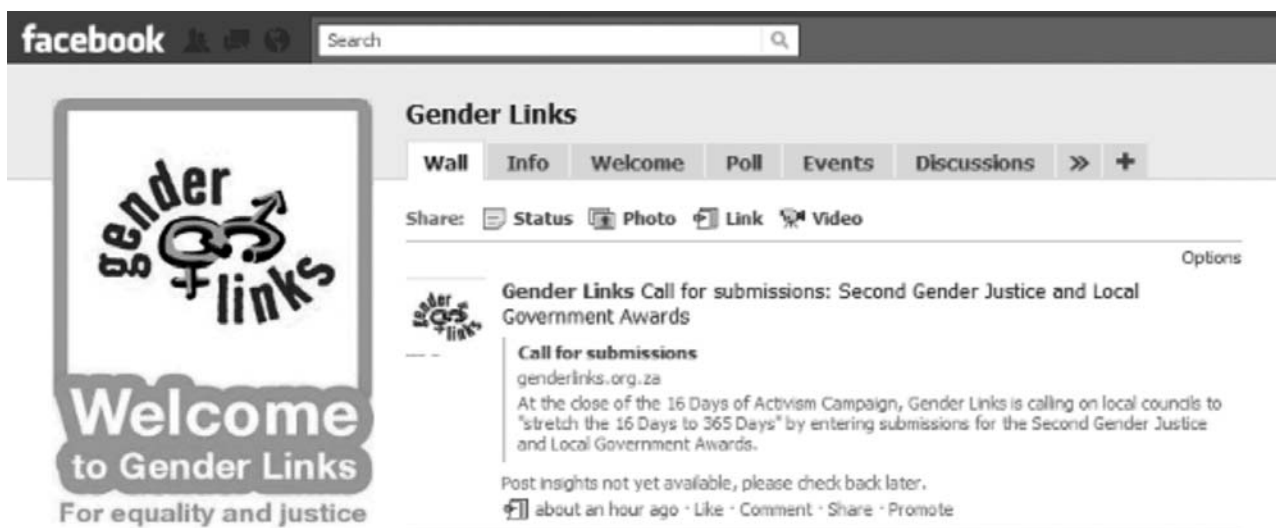 facebook
Search
gender
links
Welcome
to Gender Links
For equality and justice
Gender Links
Wall Info Welcome Poll Events Discussions » +
Share: Status Photo Link Video
Options
gender
links
Gender Links Call for submissions: Second Gender Justice and Local
Government Awards
Call for submissions
genderlinks.org.za
At the close of the 16 Days of Activism Campaign, Gender Links is calling on local councils to
"stretch the 16 Days to 365 Days" by entering submissions for the Second Gender Justice
and Local Government Awards.
Post insights not yet available, please check back later.
about an hour ago · Like · Comment · Share · Promote